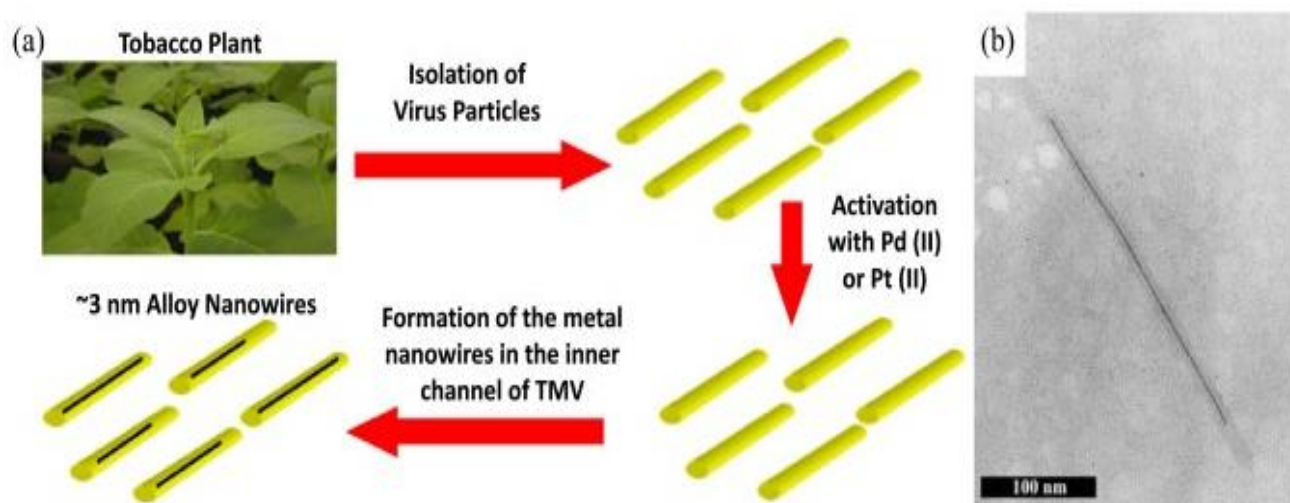 (a)
Tobacco Plant
Isolation of
Virus Particles
Activation
with Pd (II)
or Pt (II)
Formation of the metal
nanowires in the inner
channel of TMV
~3 nm Alloy Nanowires
(b)
100 nm